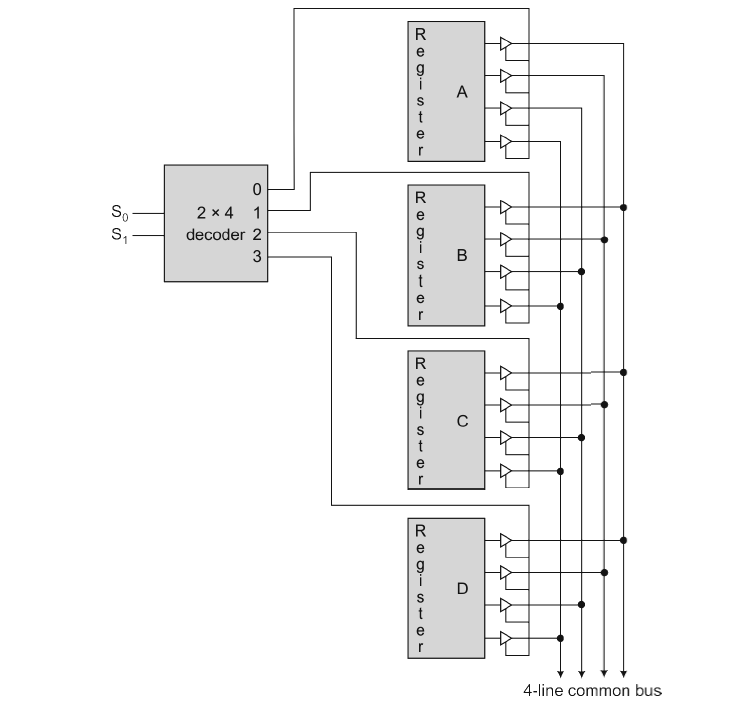 Register
A
S0
S1
2 × 4
decoder
0
1
2
3
Register
B
Register
C
Register
D
4-line common bus